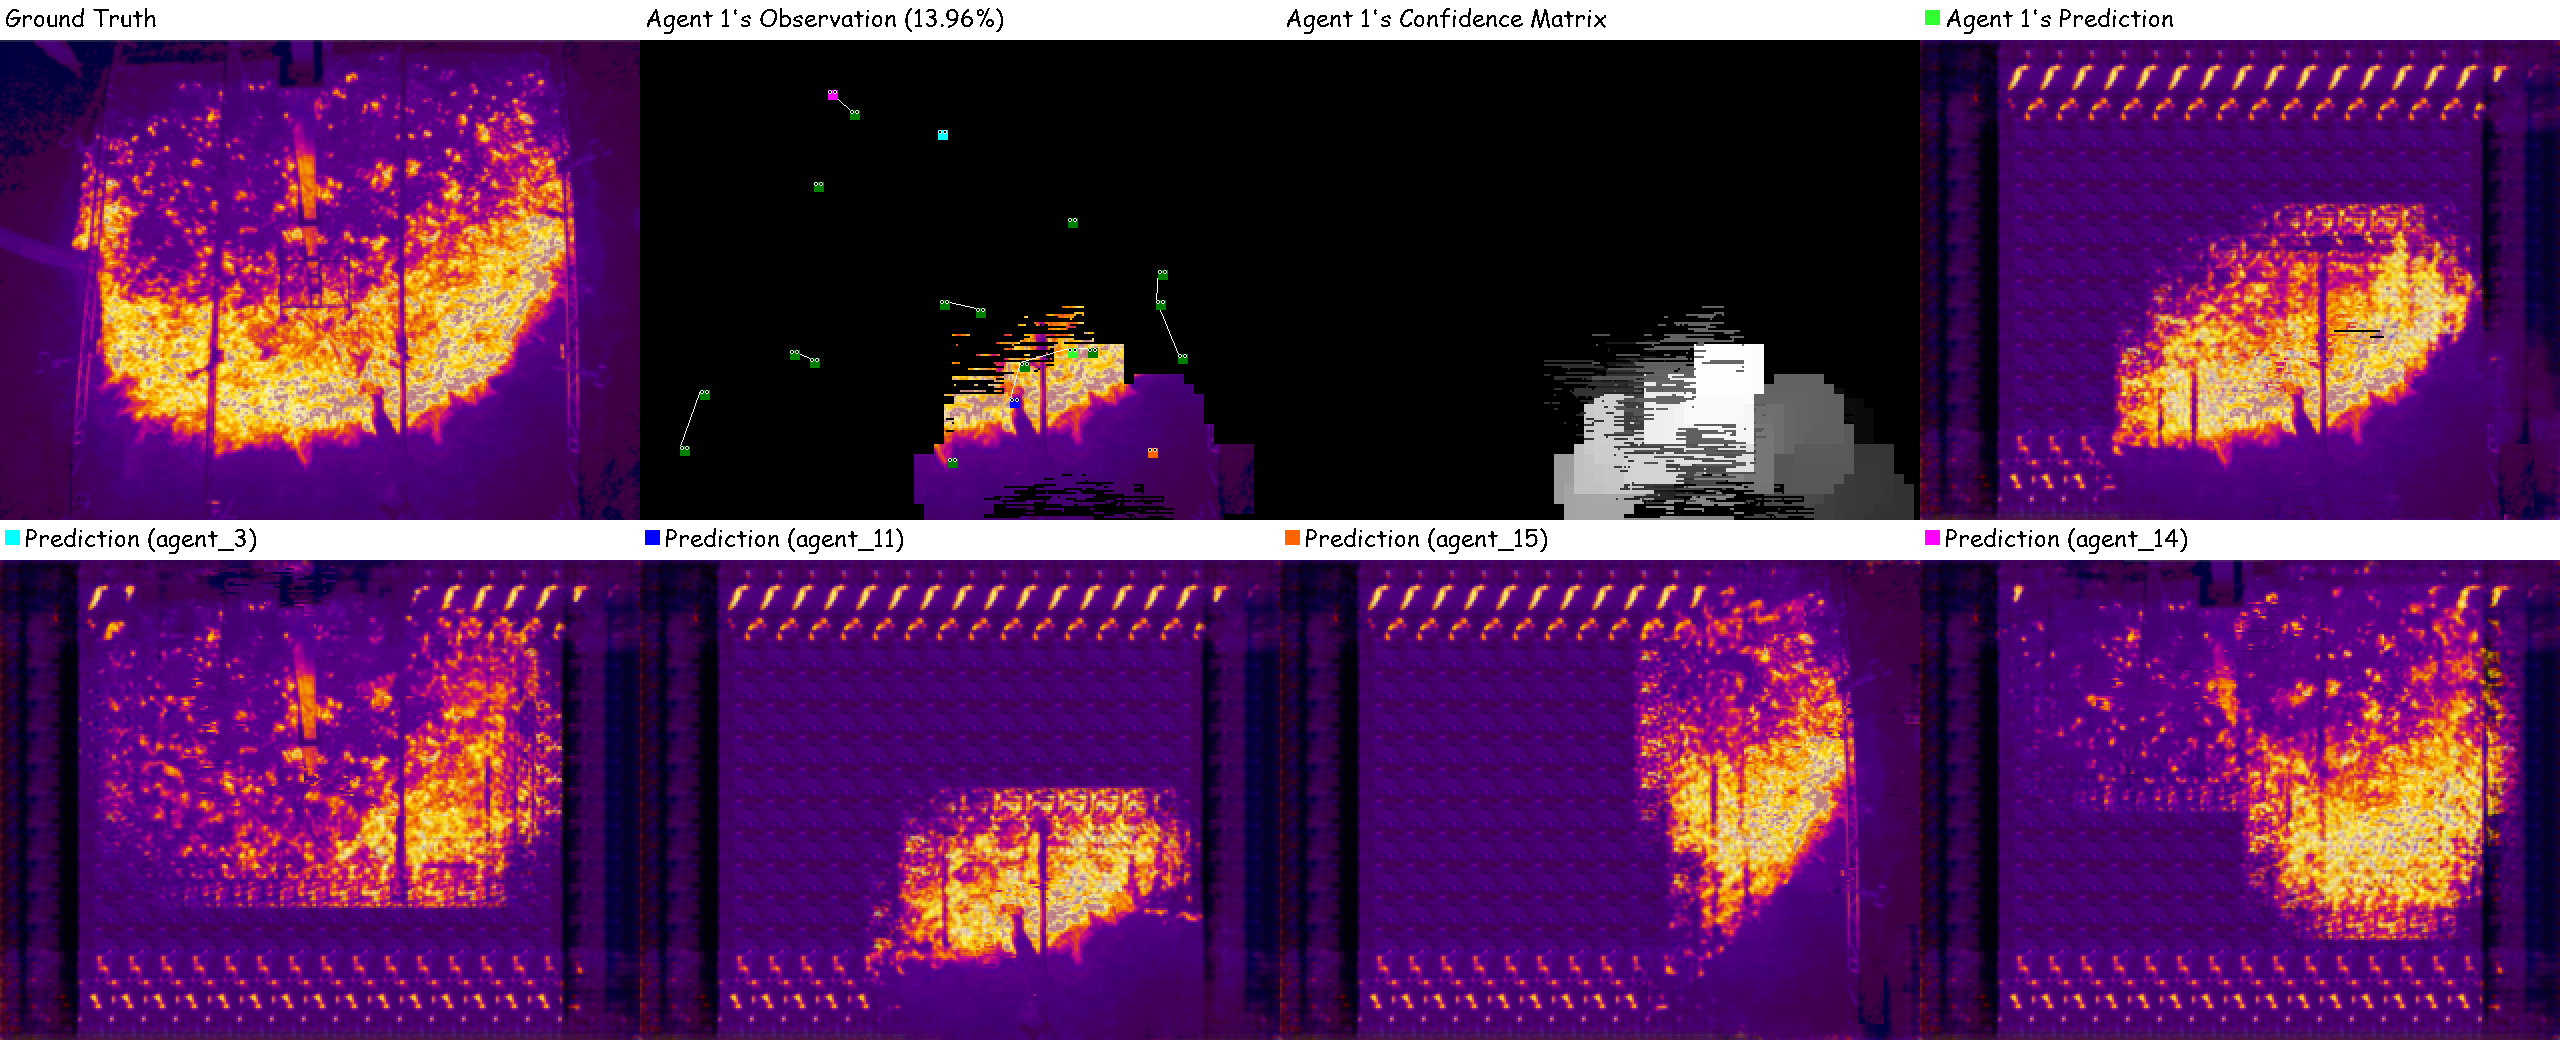 Ground Truth
Agent 1's Observation (13.96%)
Agent 1's Confidence Matrix
Agent 1's Prediction
Prediction (agent_3)
Prediction (agent_11)
Prediction (agent_15)
Prediction (agent_14)